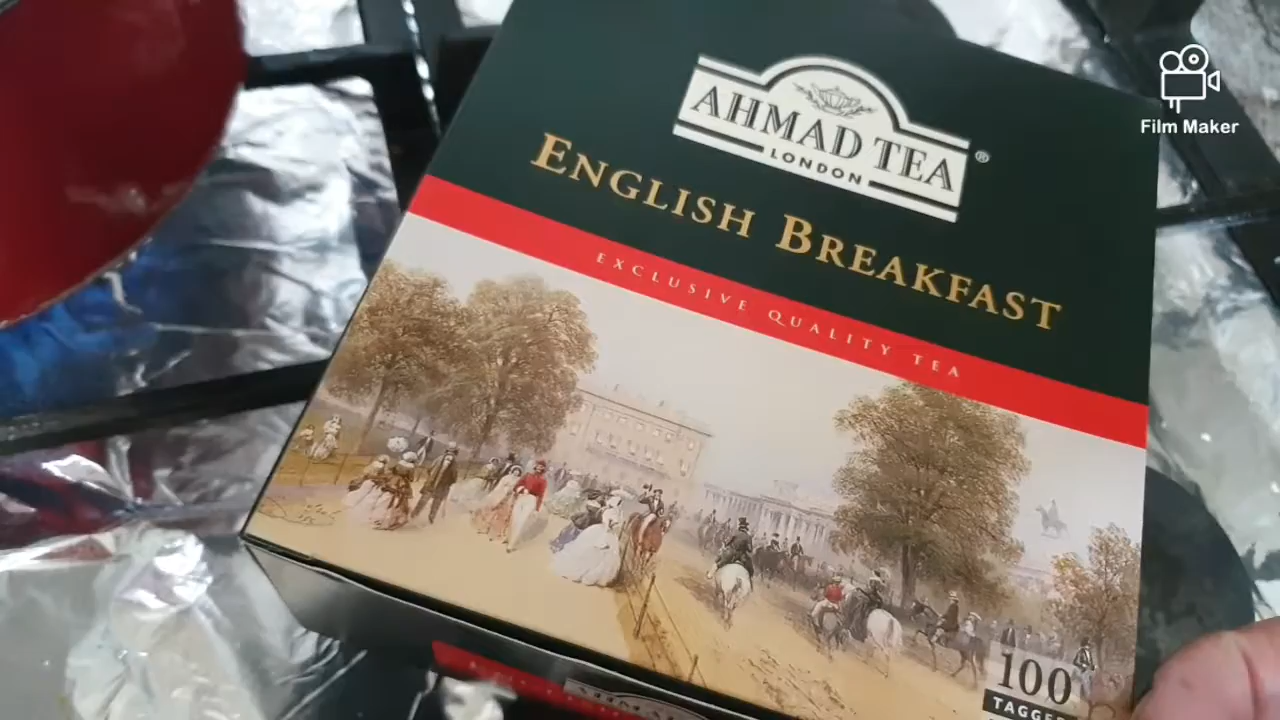 AHMAD TEA
LONDON
®
ENGLISH BREAKFAST
EXCLUSIVE QUALITY TEA
100
Film Maker